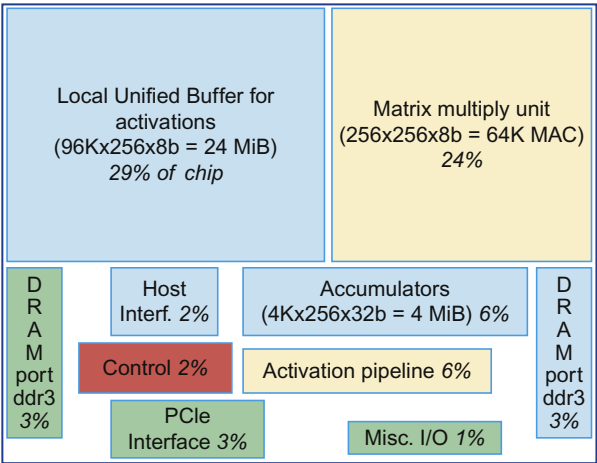 Local Unified Buffer for
activations
(96Kx256x8b = 24 MiB)
29% of chip
Matrix multiply unit
(256x256x8b = 64K MAC)
24%
D
R
A
M
port
ddr3
3%
Host
Interf. 2%
Accumulators
(4Kx256x32b = 4 MiB) 6%
D
R
A
M
port
ddr3
3%
Control 2%
Activation pipeline 6%
PCIe
Interface 3%
Misc. I/O 1%